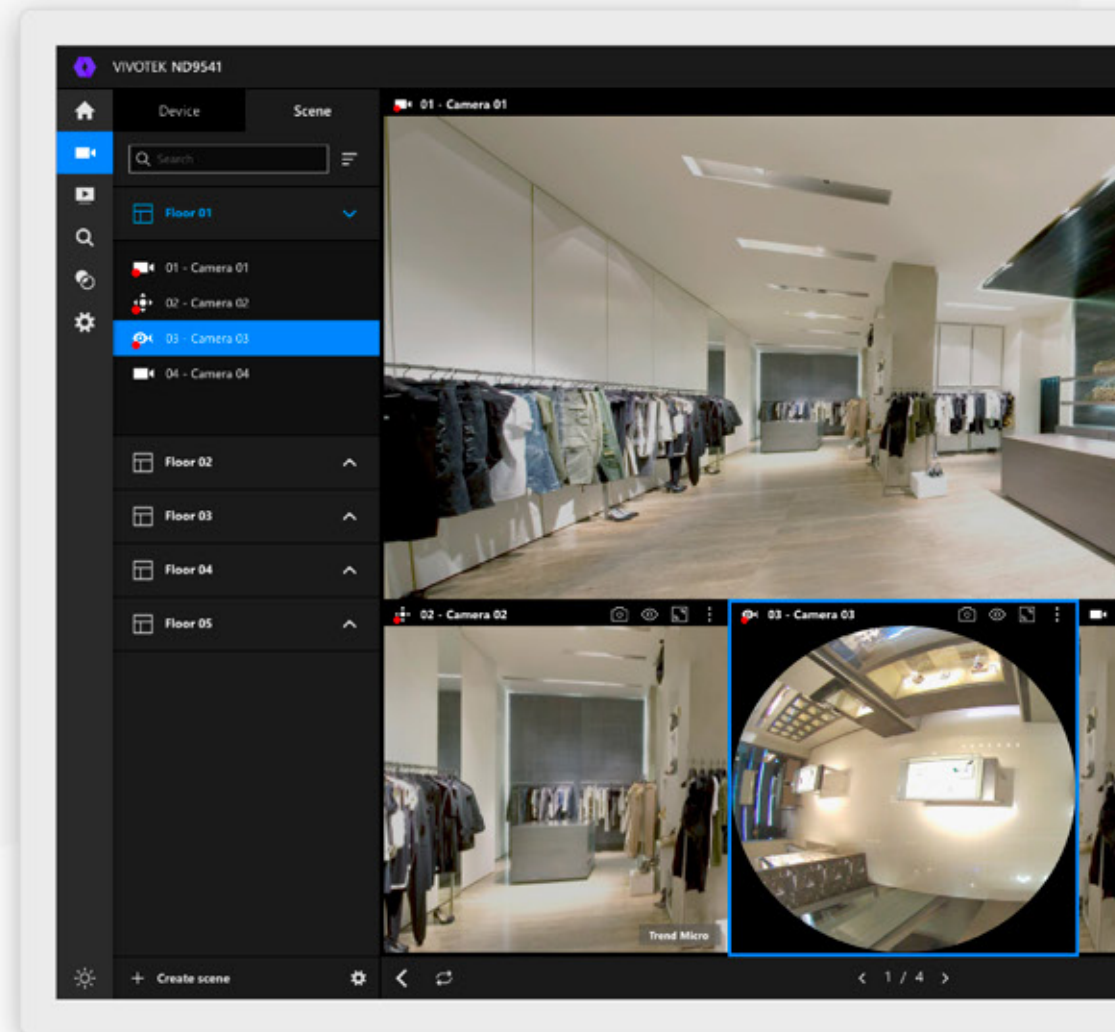 VIVOTEK ND9541
Device
Scene
Search
Floor 01
01 - Camera 01
02 - Camera 02
03 - Camera 03
04 - Camera 04
Floor 02
Floor 03
Floor 04
Floor 05
+ Create scene
01 - Camera 01
02 - Camera 02
03 - Camera 03
Trend Micro
1 / 4